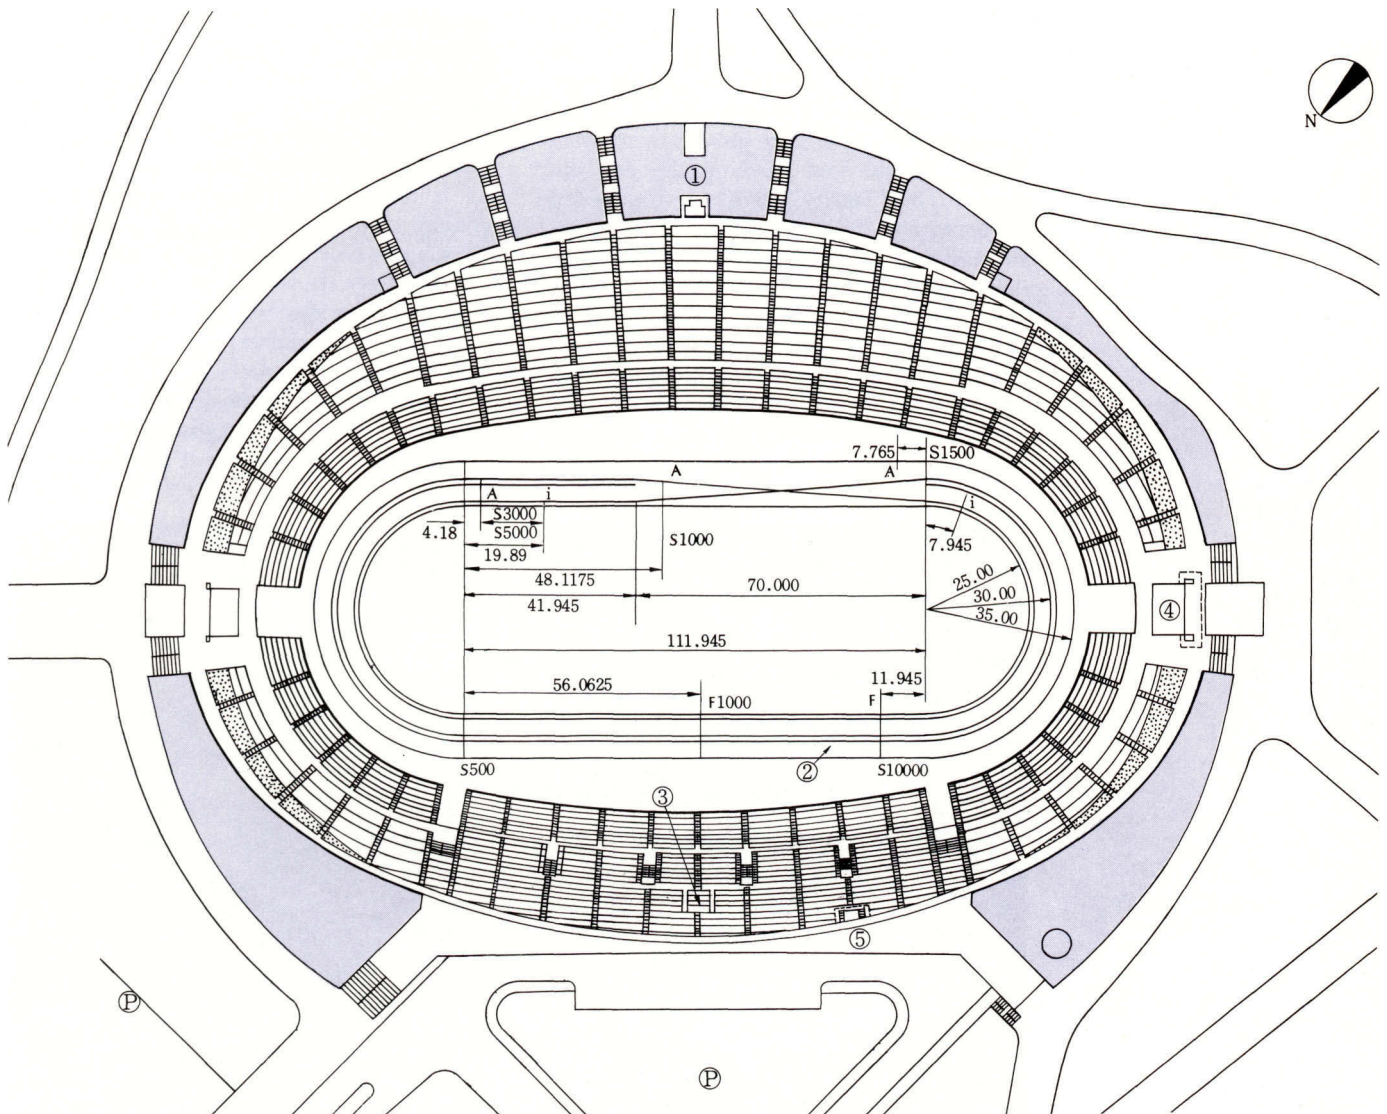 N
①
7.765
S1500
A
A
A
i
i
S3000
4.18
S5000
19.89
S1000
7.945
48.1175
25.00
④
41.945
70.000
30.00
35.00
111.945
56.0625
11.945
F1000
F
S500
②
S10000
③
⑤
Ⓟ
Ⓟ